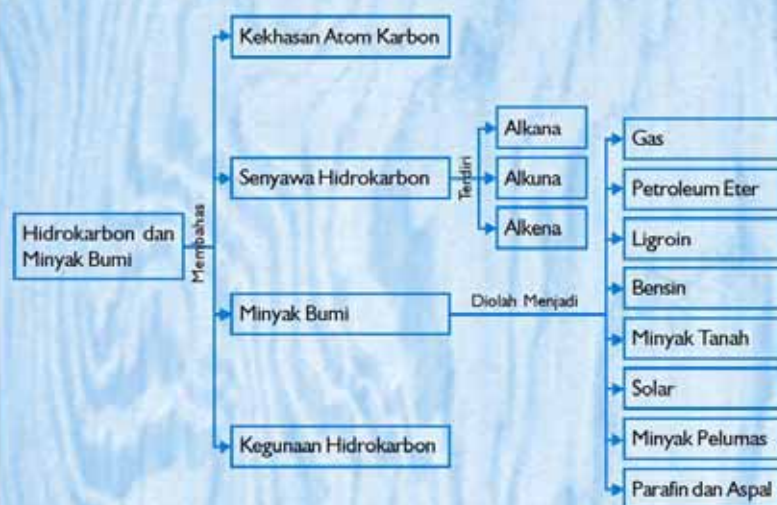 Hidrokarbon dan
Minyak Bumi
Membahas
Kekhasan Atom Karbon
Senyawa Hidrokarbon
Terdiri
Alkana
Alkuna
Alkena
Minyak Bumi
Diolah Menjadi
Gas
Petroleum Eter
Ligroin
Bensin
Minyak Tanah
Solar
Minyak Pelumas
Parafin dan Aspal
Kegunaan Hidrokarbon